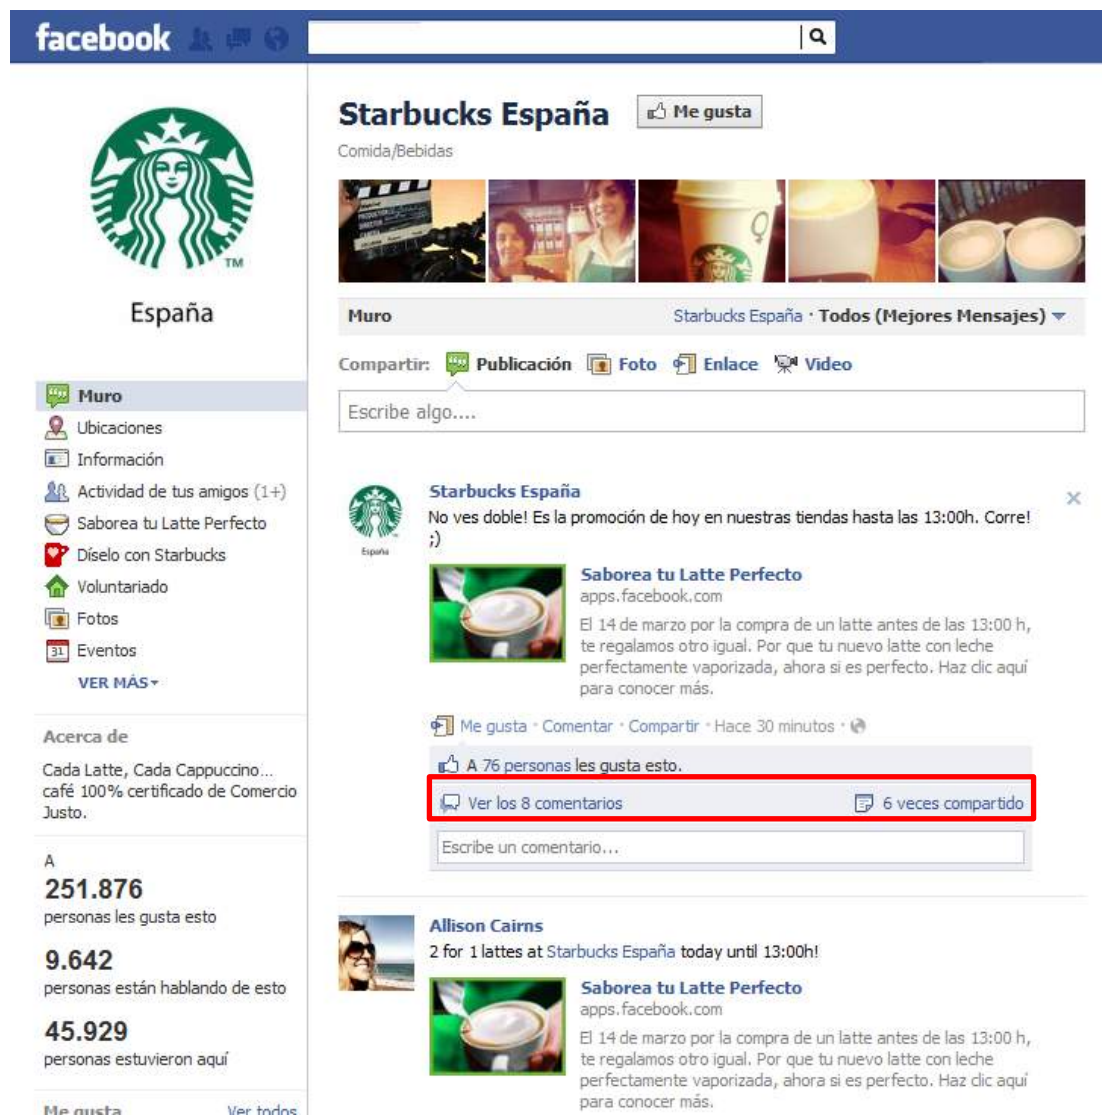 facebook
Starbucks España
Me gusta
Comida/Bebidas
TM
España
Muro
Starbucks España · Todos (Mejores Mensajes)
Compartir: Publicación Foto Enlace Video
Escribe algo....
Muro
Ubicaciones
Información
Actividad de tus amigos (1+)
Saborea tu Latte Perfecto
Díselo con Starbucks
Voluntariado
Fotos
31 Eventos
VER MÁS
Acerca de
Cada Latte, Cada Cappuccino...
café 100% certificado de Comercio
Justo.
A
251.876
personas les gusta esto
9.642
personas están hablando de esto
45.929
personas estuvieron aquí
Me gusta Ver todos
Starbucks España
No ves doble! Es la promoción de hoy en nuestras tiendas hasta las 13:00h. Corre!
;)
España
Saborea tu Latte Perfecto
apps.facebook.com
El 14 de marzo por la compra de un latte antes de las 13:00 h,
te regalamos otro igual. Por que tu nuevo latte con leche
perfectamente vaporizada, ahora si es perfecto. Haz clic aquí
para conocer más.
Me gusta · Comentar · Compartir · Hace 30 minutos ·
A 76 personas les gusta esto.
Ver los 8 comentarios 6 veces compartido
Escribe un comentario...
Allison Cairns
2 for 1 lattes at Starbucks España today until 13:00h!
Saborea tu Latte Perfecto
apps.facebook.com
El 14 de marzo por la compra de un latte antes de las 13:00 h,
te regalamos otro igual. Por que tu nuevo latte con leche
perfectamente vaporizada, ahora si es perfecto. Haz clic aquí
para conocer más.